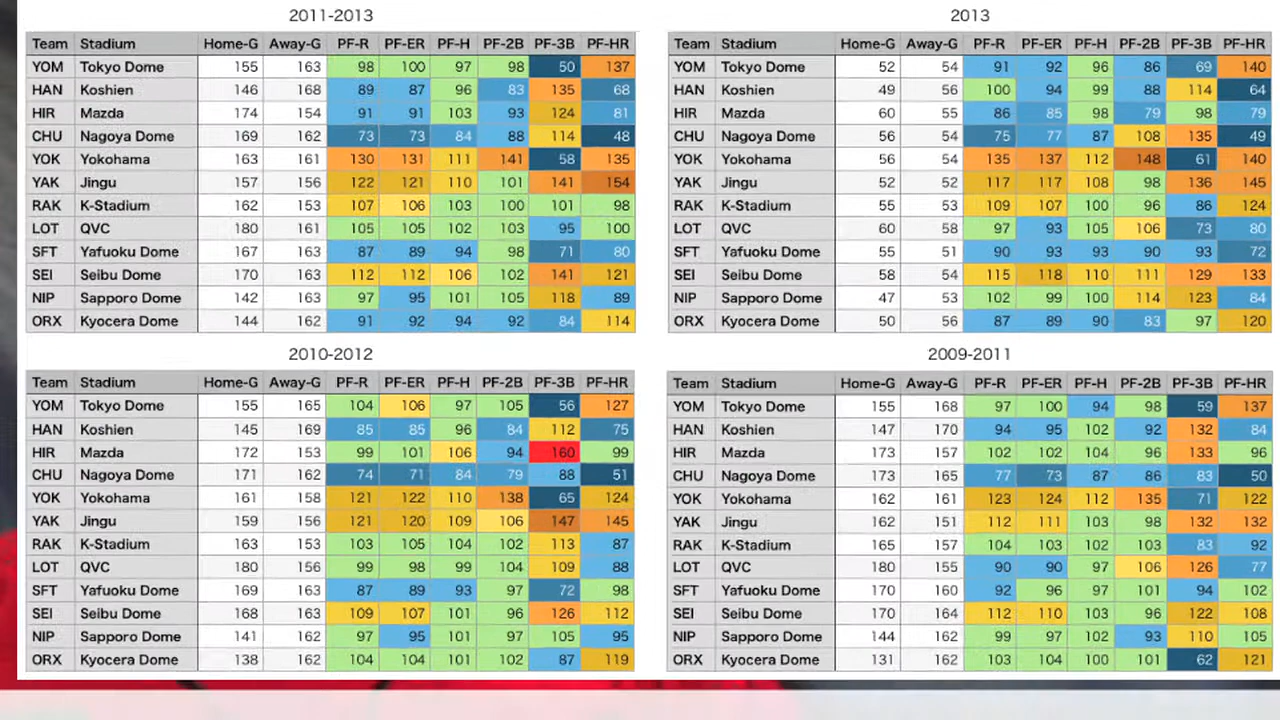 2011-2013
Team Stadium Home-G Away-G PF-R PF-ER PF-H PF-2B PF-3B PF-HR
YOM Tokyo Dome 155 163 98 100 97 98 50 137
HAN Koshien 146 168 89 87 96 83 135 68
HIR Mazda 174 154 91 91 103 93 124 81
CHU Nagoya Dome 169 162 73 73 84 88 114 48
YOK Yokohama 163 161 130 131 111 141 58 135
YAK Jingu 157 156 122 121 110 101 141 154
RAK K-Stadium 162 153 107 106 103 100 101 98
LOT QVC 180 161 105 105 102 103 95 100
SFT Yafuoku Dome 167 163 87 89 94 98 71 80
SEI Seibu Dome 170 163 112 112 106 102 141 121
NIP Sapporo Dome 142 163 97 95 101 105 118 89
ORX Kyocera Dome 144 162 91 92 94 92 84 114
2013
Team Stadium Home-G Away-G PF-R PF-ER PF-H PF-2B PF-3B PF-HR
YOM Tokyo Dome 52 54 91 92 96 86 69 140
HAN Koshien 49 56 100 94 99 88 114 64
HIR Mazda 60 55 86 85 98 79 98 79
CHU Nagoya Dome 56 54 75 77 87 108 135 49
YOK Yokohama 56 54 135 137 112 148 61 140
YAK Jingu 52 52 117 117 108 98 136 145
RAK K-Stadium 55 53 109 107 100 96 86 124
LOT QVC 60 58 97 93 105 106 73 80
SFT Yafuoku Dome 55 51 90 93 93 90 93 72
SEI Seibu Dome 58 54 115 118 110 111 129 133
NIP Sapporo Dome 47 53 102 99 100 114 123 84
ORX Kyocera Dome 50 56 87 89 90 83 97 120
2010-2012
Team Stadium Home-G Away-G PF-R PF-ER PF-H PF-2B PF-3B PF-HR
YOM Tokyo Dome 155 165 104 106 97 105 56 127
HAN Koshien 145 169 85 85 96 84 112 75
HIR Mazda 172 153 99 101 106 94 160 99
CHU Nagoya Dome 171 162 74 71 84 79 88 51
YOK Yokohama 161 158 121 122 110 138 65 124
YAK Jingu 159 156 121 120 109 106 147 145
RAK K-Stadium 163 153 103 105 104 102 113 87
LOT QVC 180 156 99 98 99 104 109 88
SFT Yafuoku Dome 169 163 87 89 93 97 72 98
SEI Seibu Dome 168 163 109 107 101 96 126 112
NIP Sapporo Dome 141 162 97 95 101 97 105 95
ORX Kyocera Dome 138 162 104 104 101 102 87 119
2009-2011
Team Stadium Home-G Away-G PF-R PF-ER PF-H PF-2B PF-3B PF-HR
YOM Tokyo Dome 155 168 97 100 94 98 59 137
HAN Koshien 147 170 94 95 102 92 132 84
HIR Mazda 173 157 102 102 104 96 133 96
CHU Nagoya Dome 173 165 77 73 87 86 83 50
YOK Yokohama 162 161 123 124 112 135 71 122
YAK Jingu 162 151 112 111 103 98 132 132
RAK K-Stadium 165 157 104 103 102 103 83 92
LOT QVC 180 155 90 90 97 106 126 77
SFT Yafuoku Dome 170 160 92 96 97 101 94 102
SEI Seibu Dome 170 164 112 110 103 96 122 108
NIP Sapporo Dome 144 162 99 97 102 93 110 105
ORX Kyocera Dome 131 162 103 104 100 101 62 121